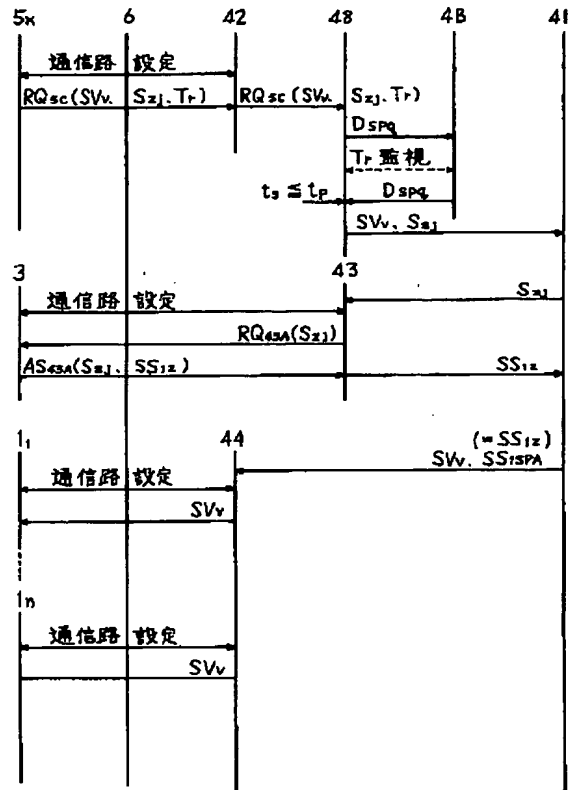 5x 6 42 48 4B 41
通信路 設定
RQsc(SVv. Szj.Tr) RQsc(SVv. Szj.Tr)
Dspq
Tr 監視
ts ≦ tp Dspq
SVv、Szj
3 43
通信路 設定 Szj
RQ43A(Szj)
AS43A(Szj、SS1z) SS1z
11 44 (=SS1z)
SVv、SS1SPA
通信路 設定
SVv
1n
通信路 設定
SVv